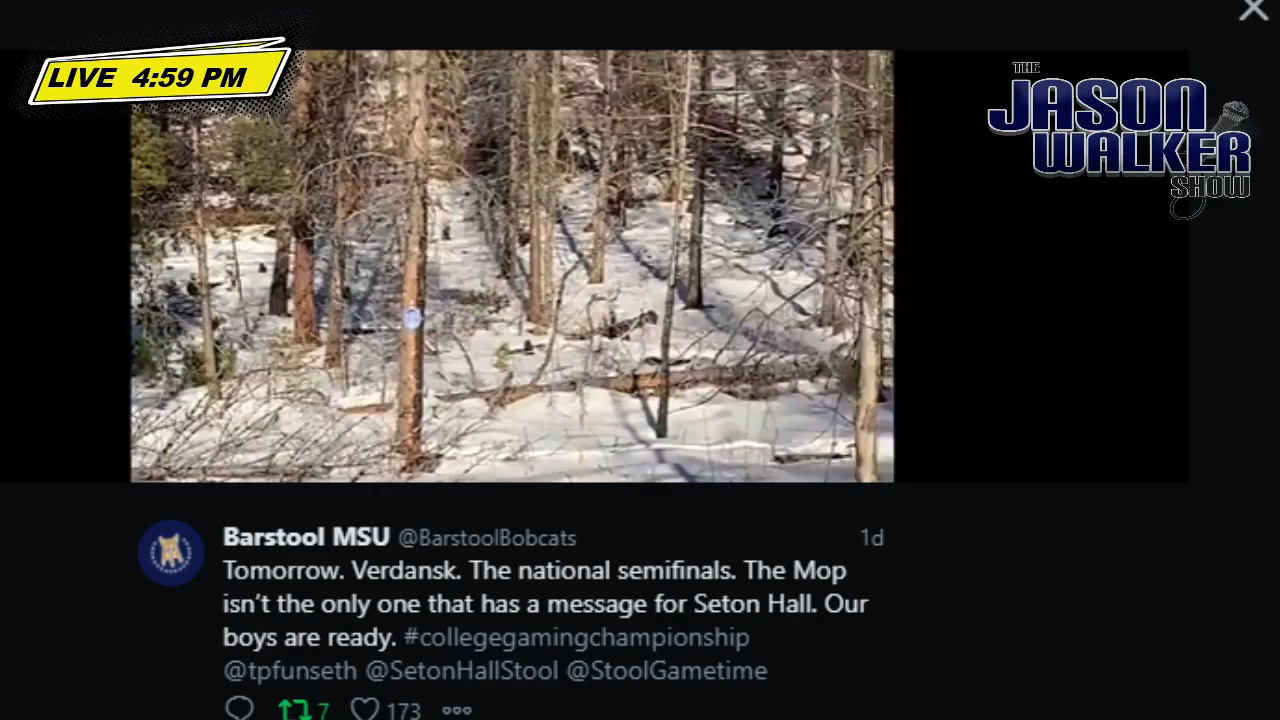 LIVE 4:59 PM
THE
JASON
WALKER
SHOW
Barstool MSU @BarstoolBobcats 1d
Tomorrow. Verdansk. The national semifinals. The Mop
isn't the only one that has a message for Seton Hall. Our
boys are ready. #collegegamingchampionship
@tpfunseth @SetonHallStool @StoolGametime
7 173